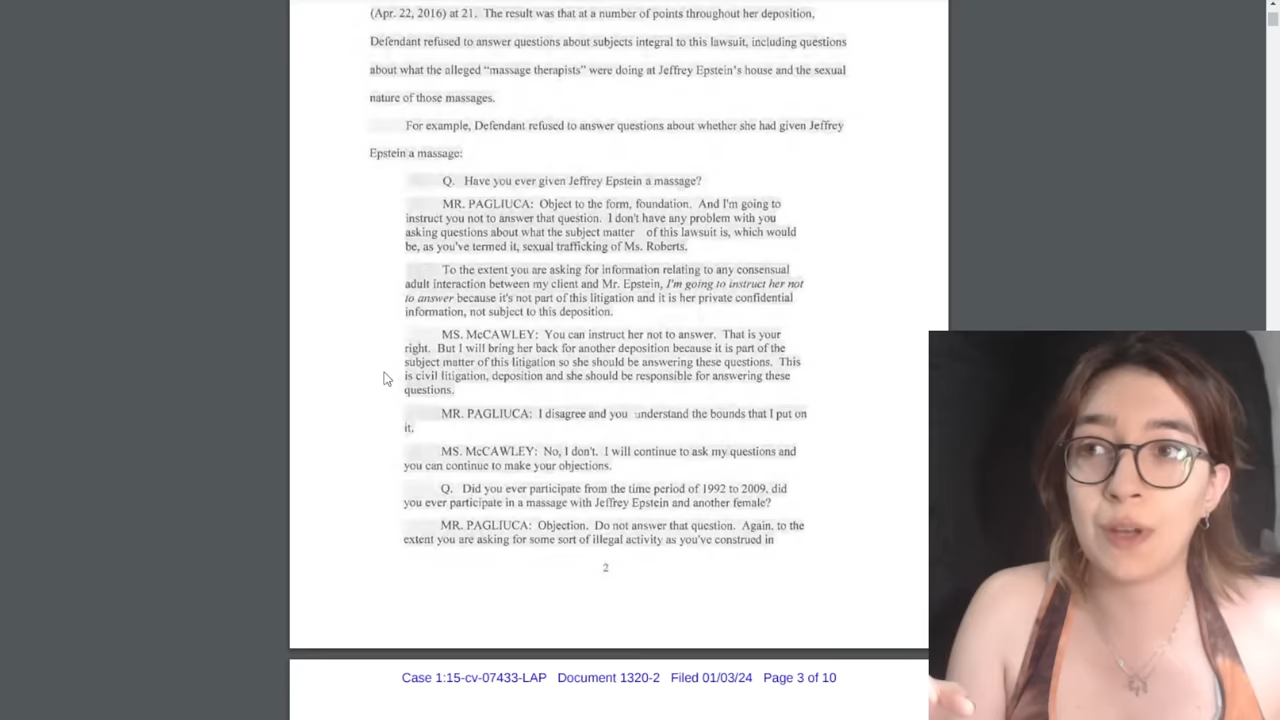 (Apr. 22, 2016) at 21. The result was that at a number of points throughout her deposition,
Defendant refused to answer questions about subjects integral to this lawsuit, including questions
about what the alleged “massage therapists” were doing at Jeffrey Epstein’s house and the sexual
nature of those massages.
For example, Defendant refused to answer questions about whether she had given Jeffrey
Epstein a massage:
Q. Have you ever given Jeffrey Epstein a massage?
MR. PAGLIUCA: Object to the form, foundation. And I'm going to
instruct you not to answer that question. I don't have any problem with you
asking questions about what the subject matter of this lawsuit is, which would
be, as you've termed it, sexual trafficking of Ms. Roberts.
To the extent you are asking for information relating to any consensual
adult interaction between my client and Mr. Epstein, I'm going to instruct her not
to answer because it's not part of this litigation and it is her private confidential
information, not subject to this deposition.
MS. McCAWLEY: You can instruct her not to answer. That is your
right. But I will bring her back for another deposition because it is part of the
subject matter of this litigation so she should be answering these questions. This
is civil litigation, deposition and she should be responsible for answering these
questions.
MR. PAGLIUCA: I disagree and you understand the bounds that I put on
it.
MS. McCAWLEY: No, I don't. I will continue to ask my questions and
you can continue to make your objections.
Q. Did you ever participate from the time period of 1992 to 2009, did
you ever participate in a massage with Jeffrey Epstein and another female?
MR. PAGLIUCA: Objection. Do not answer that question. Again, to the
extent you are asking for some sort of illegal activity as you've construed in
2
Case 1:15-cv-07433-LAP Document 1320-2 Filed 01/03/24 Page 3 of 10